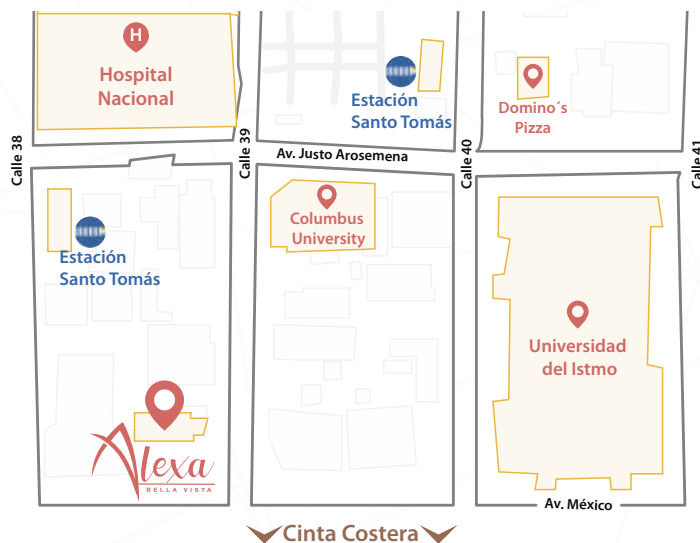 H
Hospital
Nacional
Estación
Santo Tomás
Domino´s
Pizza
Calle 38
Calle 39
Av. Justo Arosemena
Calle 40
Calle 41
Columbus
University
Estación
Santo Tomás
Universidad
del Istmo
Alexa
BELLA VISTA
Av. México
Cinta Costera